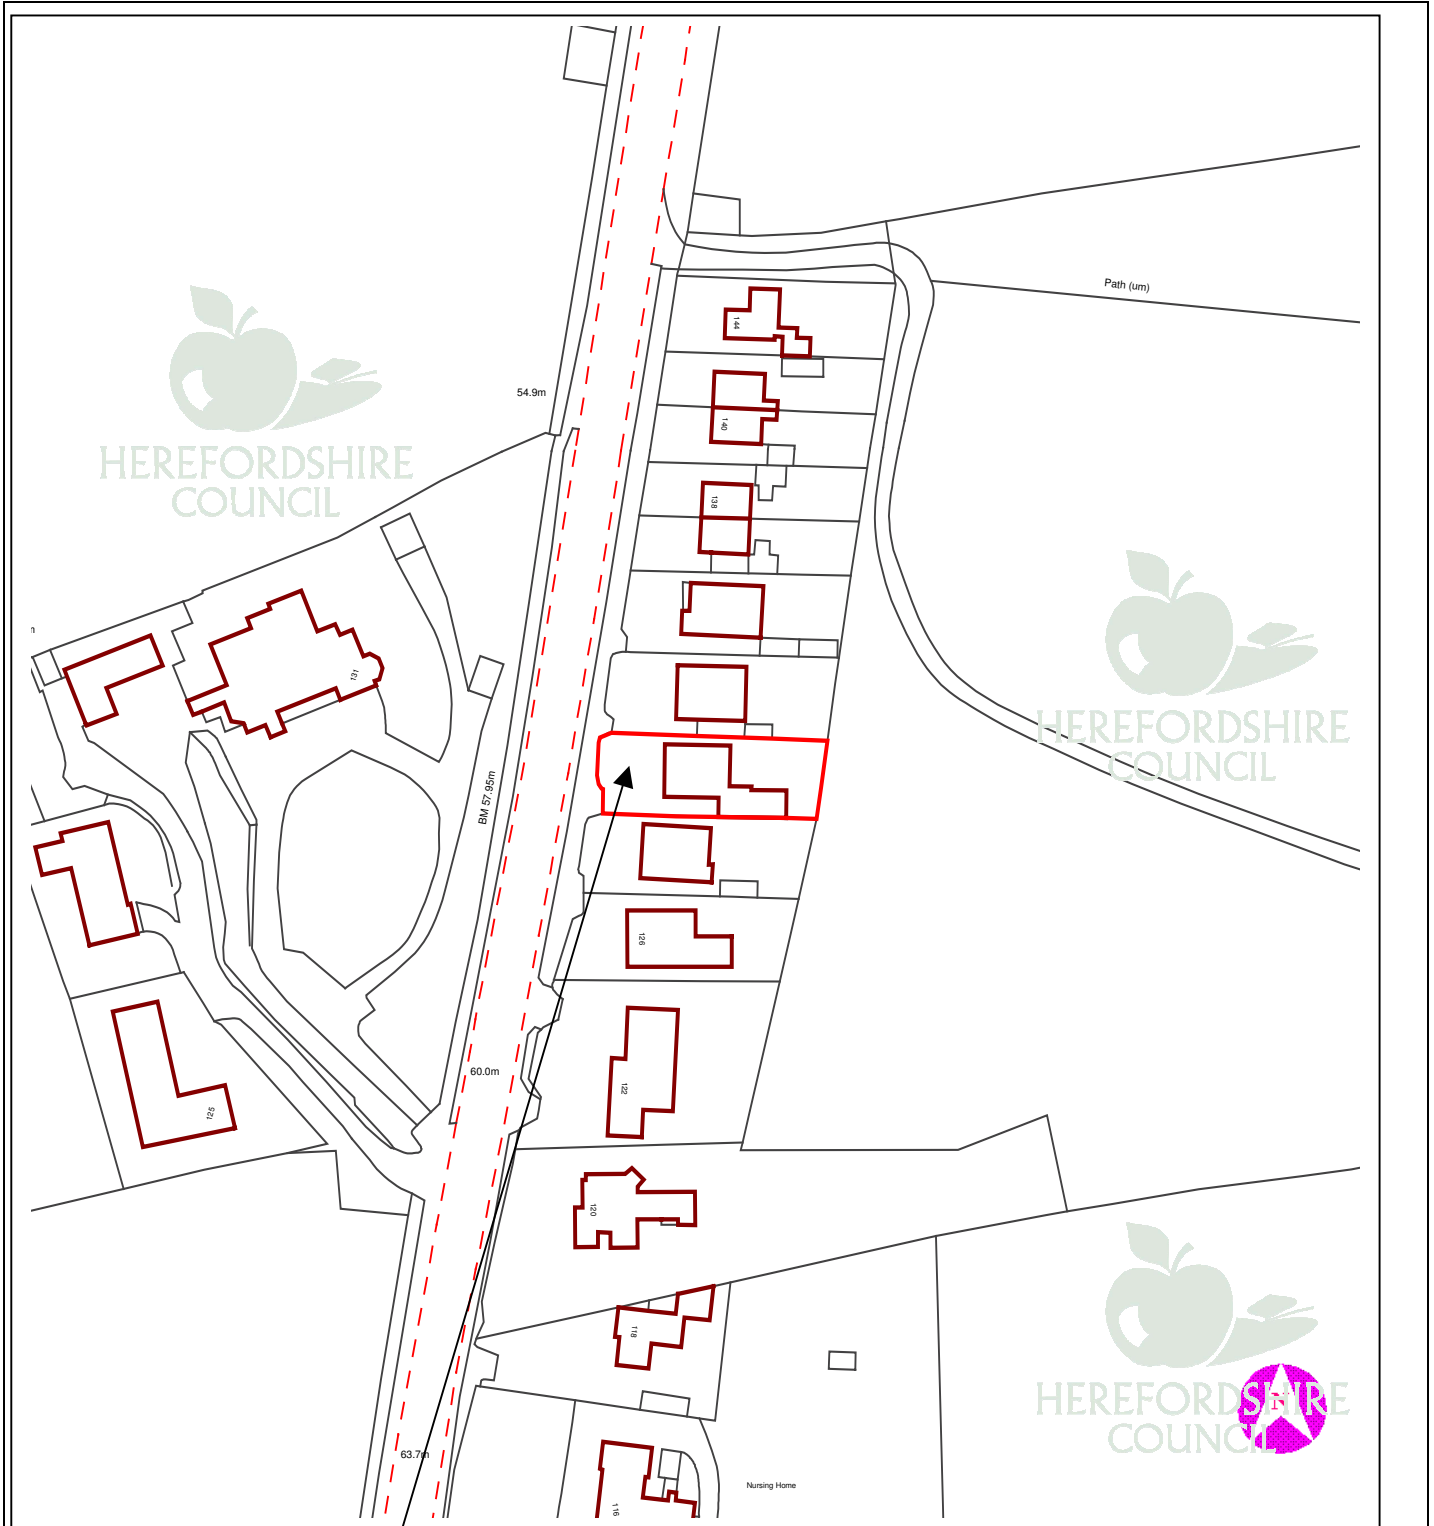 Path (um)
144
HEREFORDSHIRE
COUNCIL
54.9m
140
138
131
HEREFORDSHIRE
COUNCIL
BM 57.95m
126
60.0m
122
125
120
118
HEREFORDSHIRE
COUNCIL
N
63.7m
Nursing Home
116